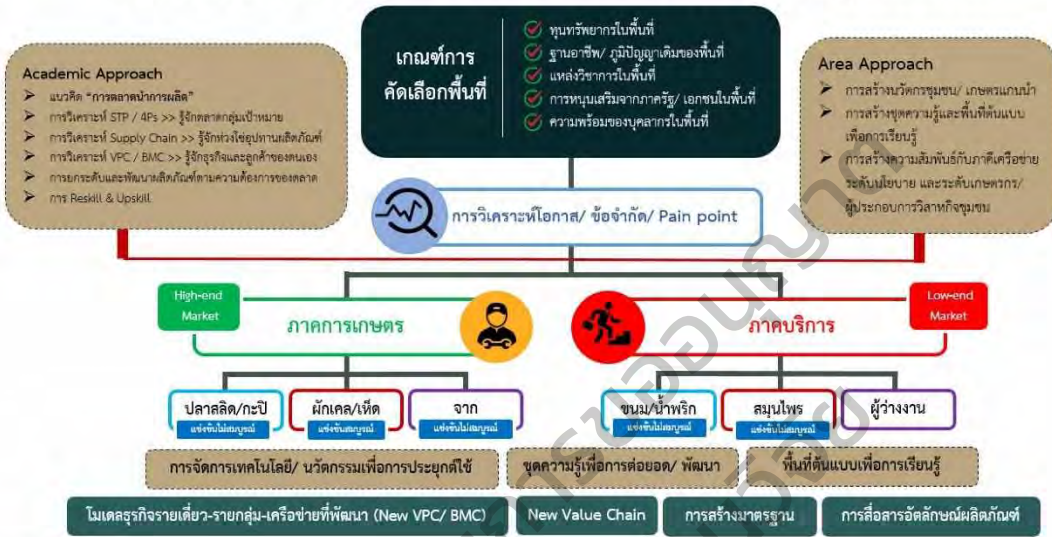 เกณฑ์การ
คัดเลือกพื้นที่
ทุนทรัพยากรในพื้นที่
ฐานอาชีพ/ ภูมิปัญญาเดิมของพื้นที่
แหล่งวิชาการในพื้นที่
การหนุนเสริมจากภาครัฐ/ เอกชนในพื้นที่
ความพร้อมของบุคลากรในพื้นที่
Academic Approach
แนวคิด “การตลาดนำการผลิต”
การวิเคราะห์ STP / 4Ps >> รู้จักตลาดกลุ่มเป้าหมาย
การวิเคราะห์ Supply Chain >> รู้จักห่วงโซ่อุปทานผลิตภัณฑ์
การวิเคราะห์ VPC / BMC >> รู้จักธุรกิจและลูกค้าของตนเอง
การยกระดับและพัฒนาผลิตภัณฑ์ตามความต้องการของตลาด
การ Reskill & Upskill
Area Approach
การสร้างนวัตกรชุมชน/ เกษตรแกนนำ
การสร้างชุดความรู้และพื้นที่ต้นแบบ
เพื่อการเรียนรู้
การสร้างความสัมพันธ์กับภาคีเครือข่าย
ระดับนโยบาย และระดับเกษตรกร/
ผู้ประกอบการวิสาหกิจชุมชน
การวิเคราะห์โอกาส/ ข้อจำกัด/ Pain point
High-end
Market
ภาคการเกษตร
ภาคบริการ
Low-end
Market
ปลาสลิด/กะปิ
แข่งขันไม่สมบูรณ์
ผักเคล/เห็ด
แข่งขันสมบูรณ์
จาก
แข่งขันไม่สมบูรณ์
ขนม/น้ำพริก
แข่งขันไม่สมบูรณ์
สมุนไพร
แข่งขันไม่สมบูรณ์
ผู้ว่างงาน
การจัดการเทคโนโลยี/ นวัตกรรมเพื่อการประยุกต์ใช้
ชุดความรู้เพื่อการต่อยอด/ พัฒนา
พื้นที่ต้นแบบเพื่อการเรียนรู้
โมเดลธุรกิจรายเดี่ยว-รายกลุ่ม-เครือข่ายที่พัฒนา (New VPC/ BMC)
New Value Chain
การสร้างมาตรฐาน
การสื่อสารอัตลักษณ์ผลิตภัณฑ์